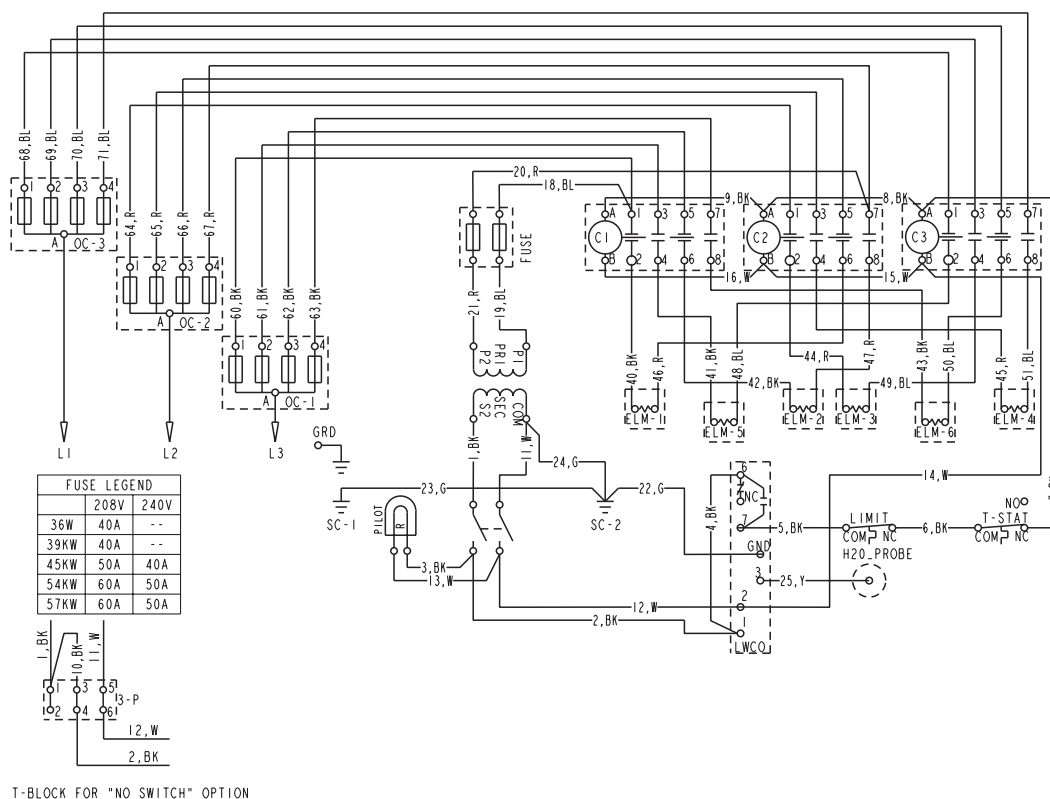 68,BL
69,BL
70,BL
71,BL
1
2
3
4
A
OC-3
64,R
65,R
66,R
67,R
1
2
3
4
A
OC-2
60,BK
61,BK
62,BK
63,BK
1
2
3
4
A
OC-1
L1
L2
L3
20,R
18,BL
FUSE
21,R
19,BL
P2
PRI
P1
S2
SEC
COM
1,BK
11,W
9,BK
8,BK
A
1
3
5
7
C1
B
2
4
6
8
A
1
3
5
7
C2
B
2
4
6
8
A
1
3
5
7
C3
B
2
4
6
8
16,W
15,W
40,BK
46,R
41,BK
48,BL
44,R
47,R
43,BK
50,BL
45,R
51,BL
42,BK
49,BL
ELM-1
ELM-5
ELM-2
ELM-3
ELM-6
ELM-4
GRD
24,G
23,G
22,G
SC-1
SC-2
14,W
PILOT
R
3,BK
13,W
4,BK
6
NC
7
5,BK
LIMIT
COM
NC
6,BK
NO
T-STAT
COM
NC
GND
H2O_PROBE
3
25,Y
2
12,W
2,BK
1
LWCO
FUSE LEGEND
208V 240V
36W 40A --
39KW 40A --
45KW 50A 40A
54KW 60A 50A
57KW 60A 50A
1,BK
10,BK
11,W
1
3
5
3-P
2
4
6
12,W
2,BK
T-BLOCK FOR "NO SWITCH" OPTION